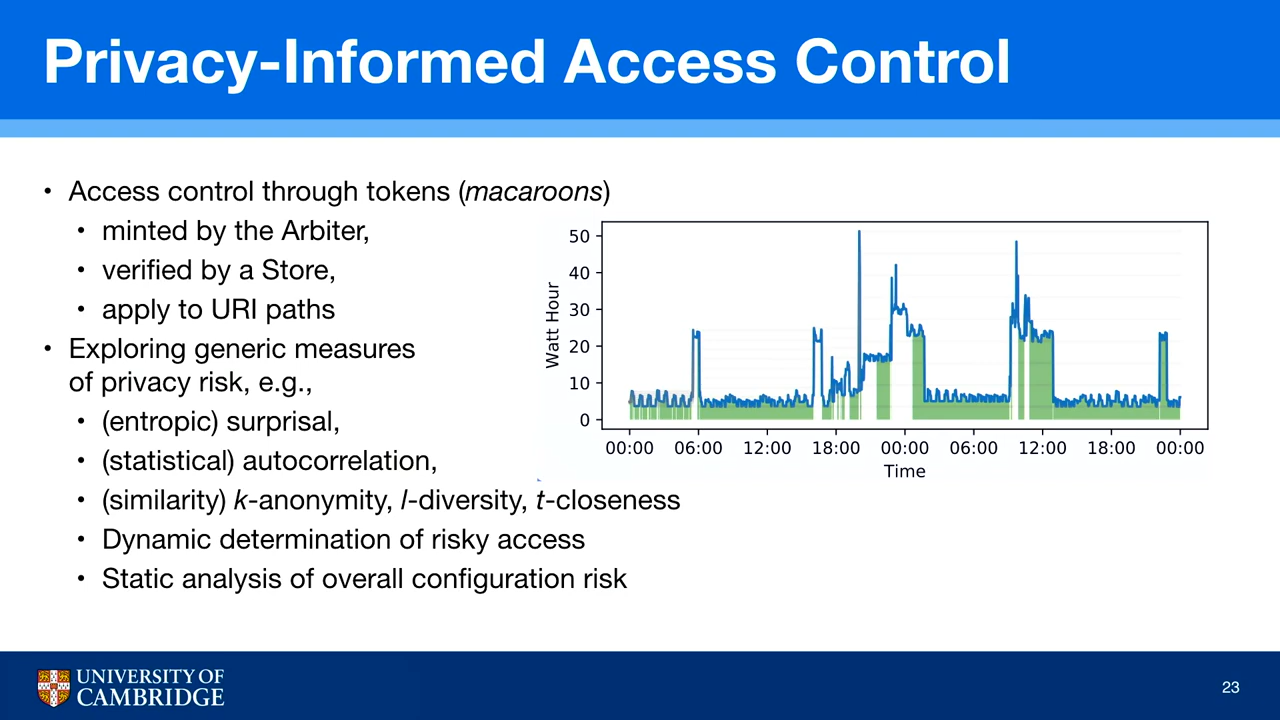 Privacy-Informed Access Control
• Access control through tokens (macaroons)
• minted by the Arbiter,
• verified by a Store,
• apply to URI paths
• Exploring generic measures
of privacy risk, e.g.,
• (entropic) surprisal,
• (statistical) autocorrelation,
• (similarity) k-anonymity, l-diversity, t-closeness
• Dynamic determination of risky access
• Static analysis of overall configuration risk
Watt Hour
50
40
30
20
10
0
00:00 06:00 12:00 18:00 00:00 06:00 12:00 18:00 00:00
Time
UNIVERSITY OF
CAMBRIDGE
23